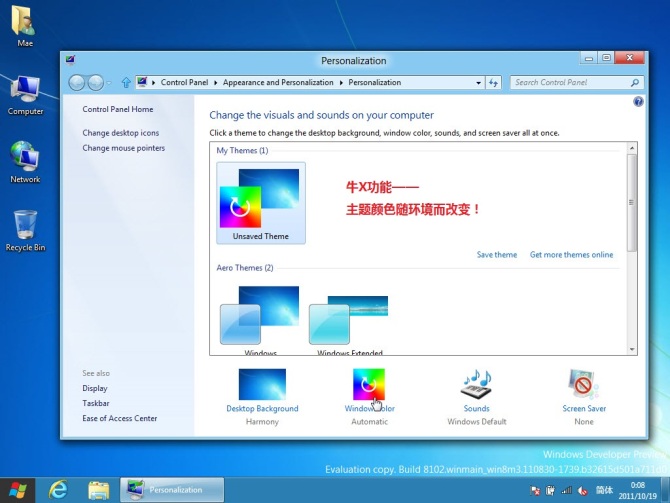 Mae
Computer
Network
Recycle Bin
Personalization
Control Panel
Appearance and Personalization
Personalization
Search Control Panel
Control Panel Home
Change desktop icons
Change mouse pointers
See also
Display
Taskbar
Ease of Access Center
Change the visuals and sounds on your computer
Click a theme to change the desktop background, window color, sounds, and screen saver all at once.
My Themes (1)
牛X功能——
主题颜色随环境而改变！
Unsaved Theme
Save theme
Get more themes online
Aero Themes (2)
Windows
Windows Extended
Desktop Background
Harmony
Window Color
Automatic
Sounds
Windows Default
Screen Saver
None
Windows Developer Preview
Evaluation copy. Build 8102.winmain_win8m3.110830-1739.b32615d501a711d
Personalization
简体
0:08
2011/10/19